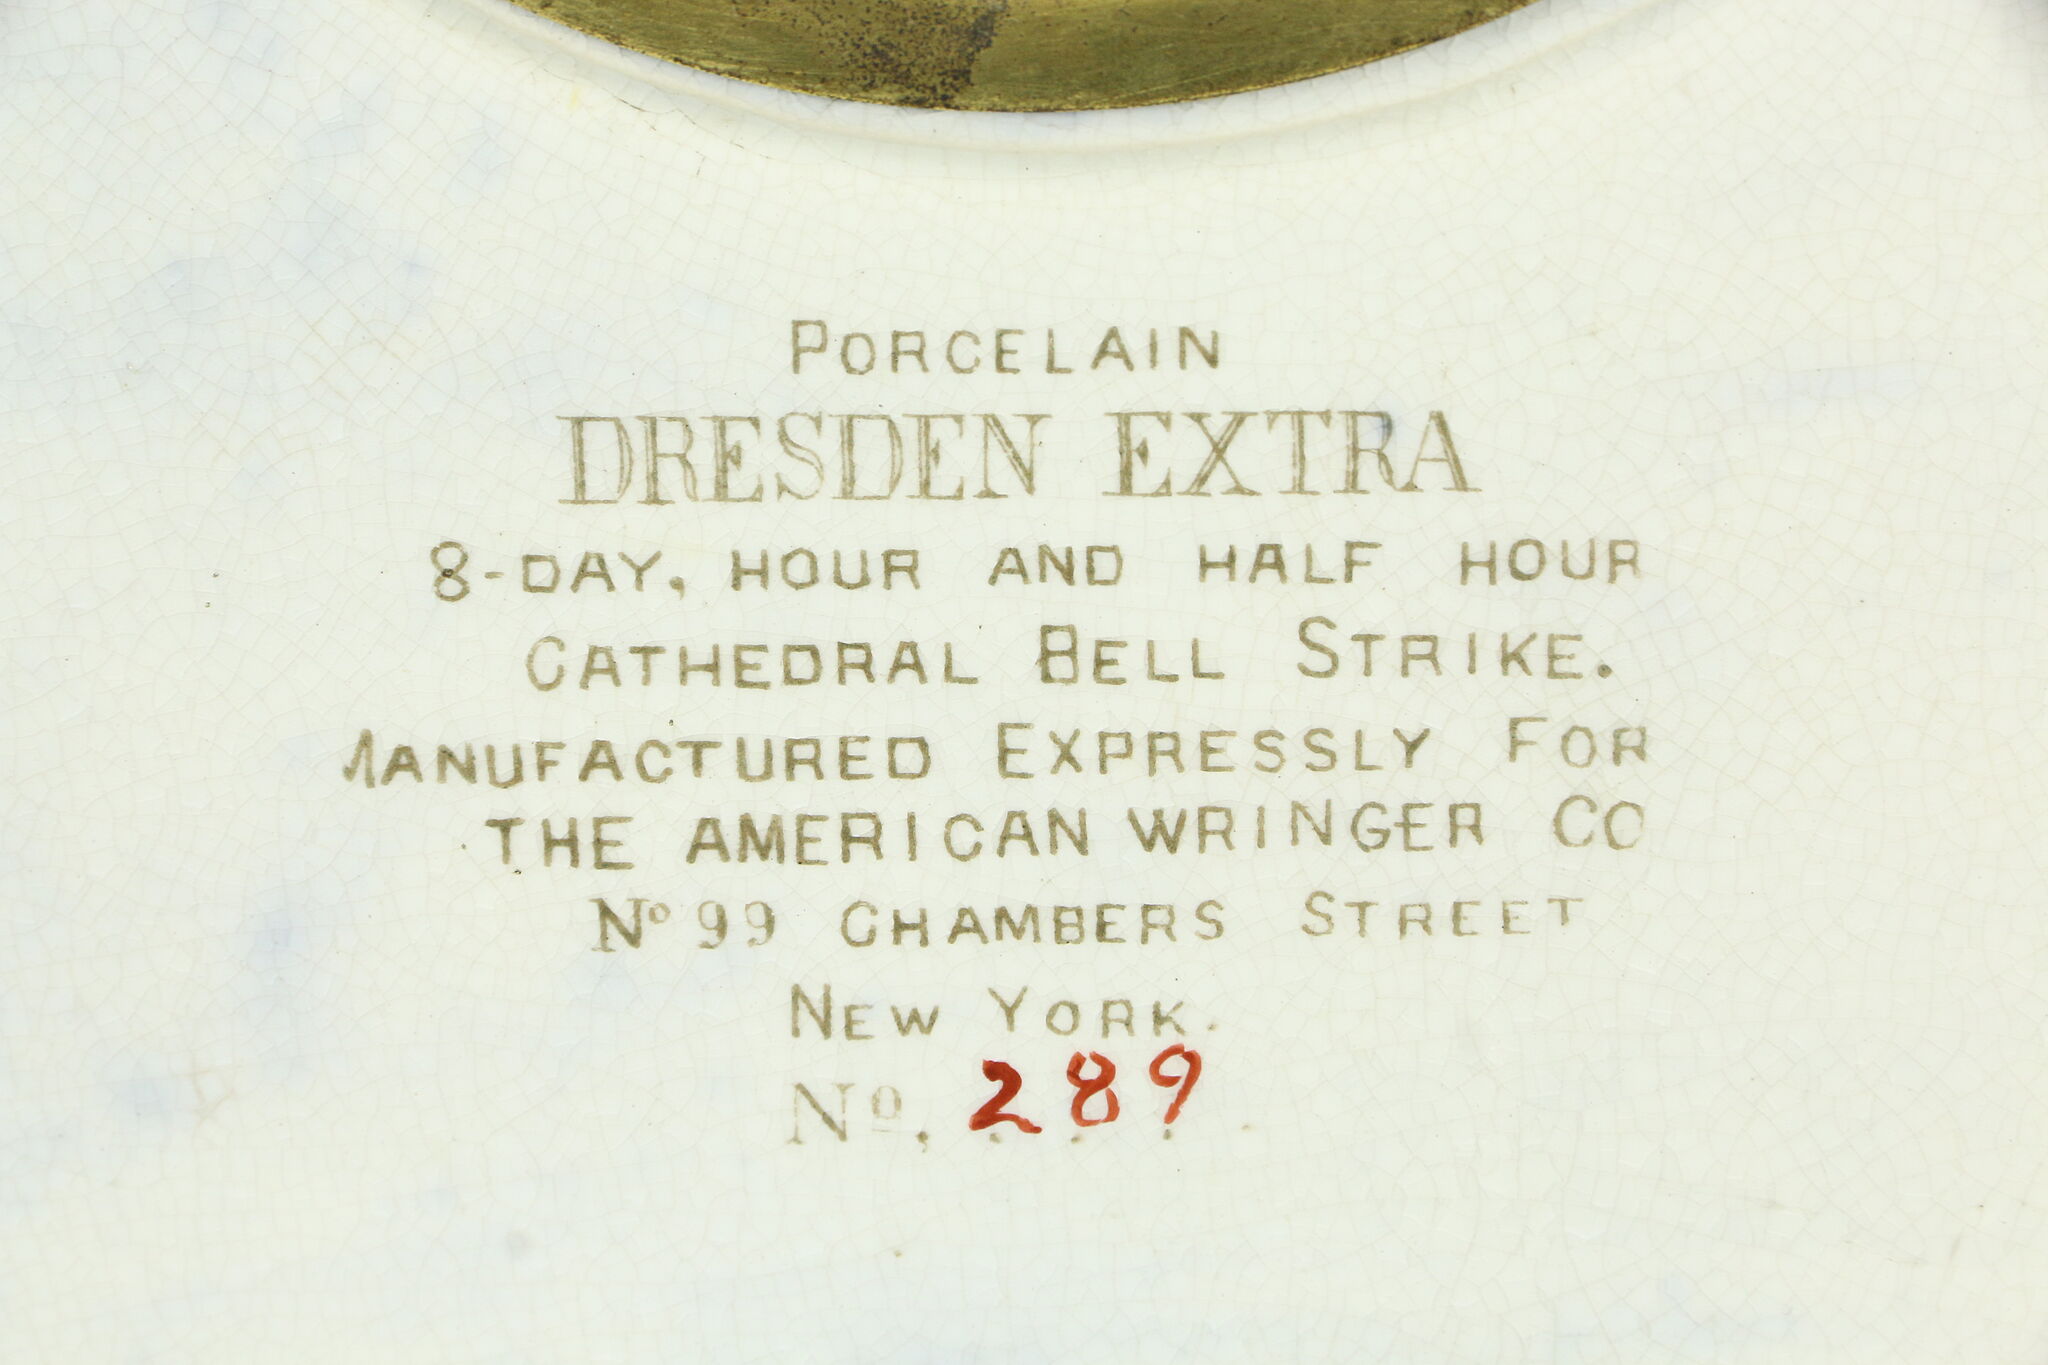 PORCELAIN
DRESDEN EXTRA
8-DAY, HOUR AND HALF HOUR
CATHEDRAL BELL STRIKE.
MANUFACTURED EXPRESSLY FOR
THE AMERICAN WRINGER CO
Nº 99 CHAMBERS STREET
NEW YORK.
Nº, 289